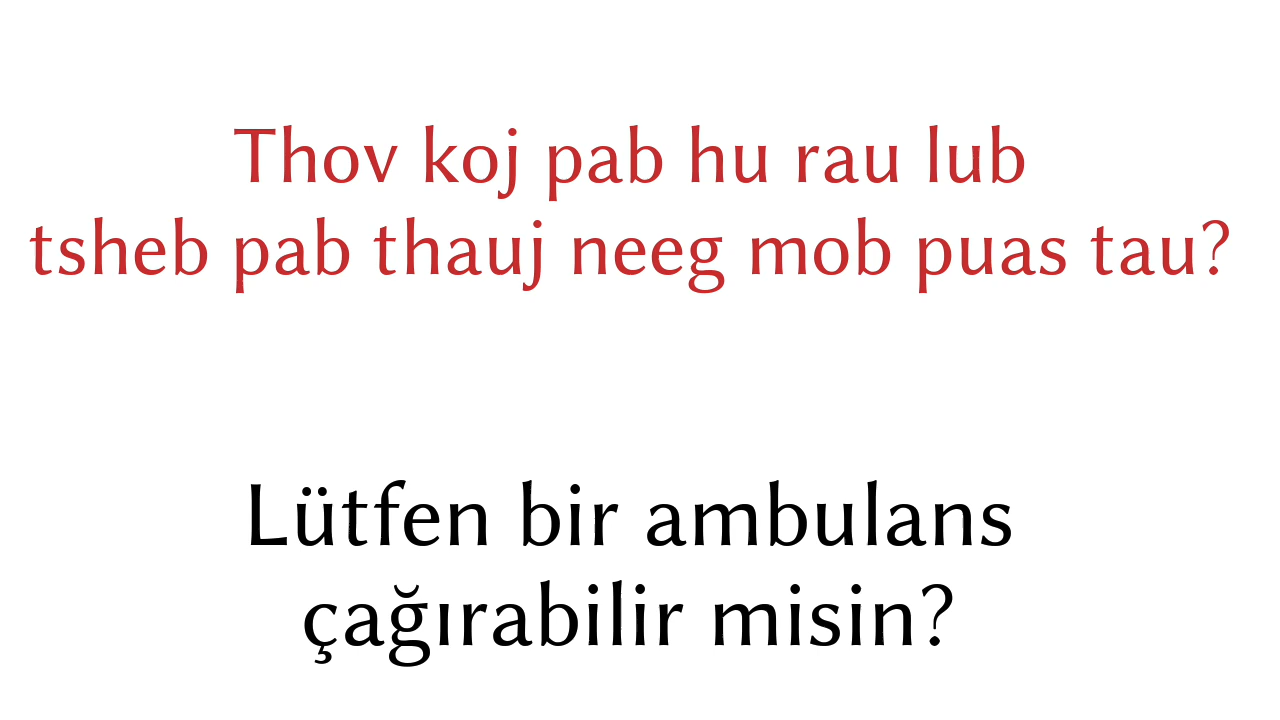 Thov koj pab hu rau lub
tsheb pab thauj neeg mob puas tau?
Lütfen bir ambulans
çağırabilir misin?